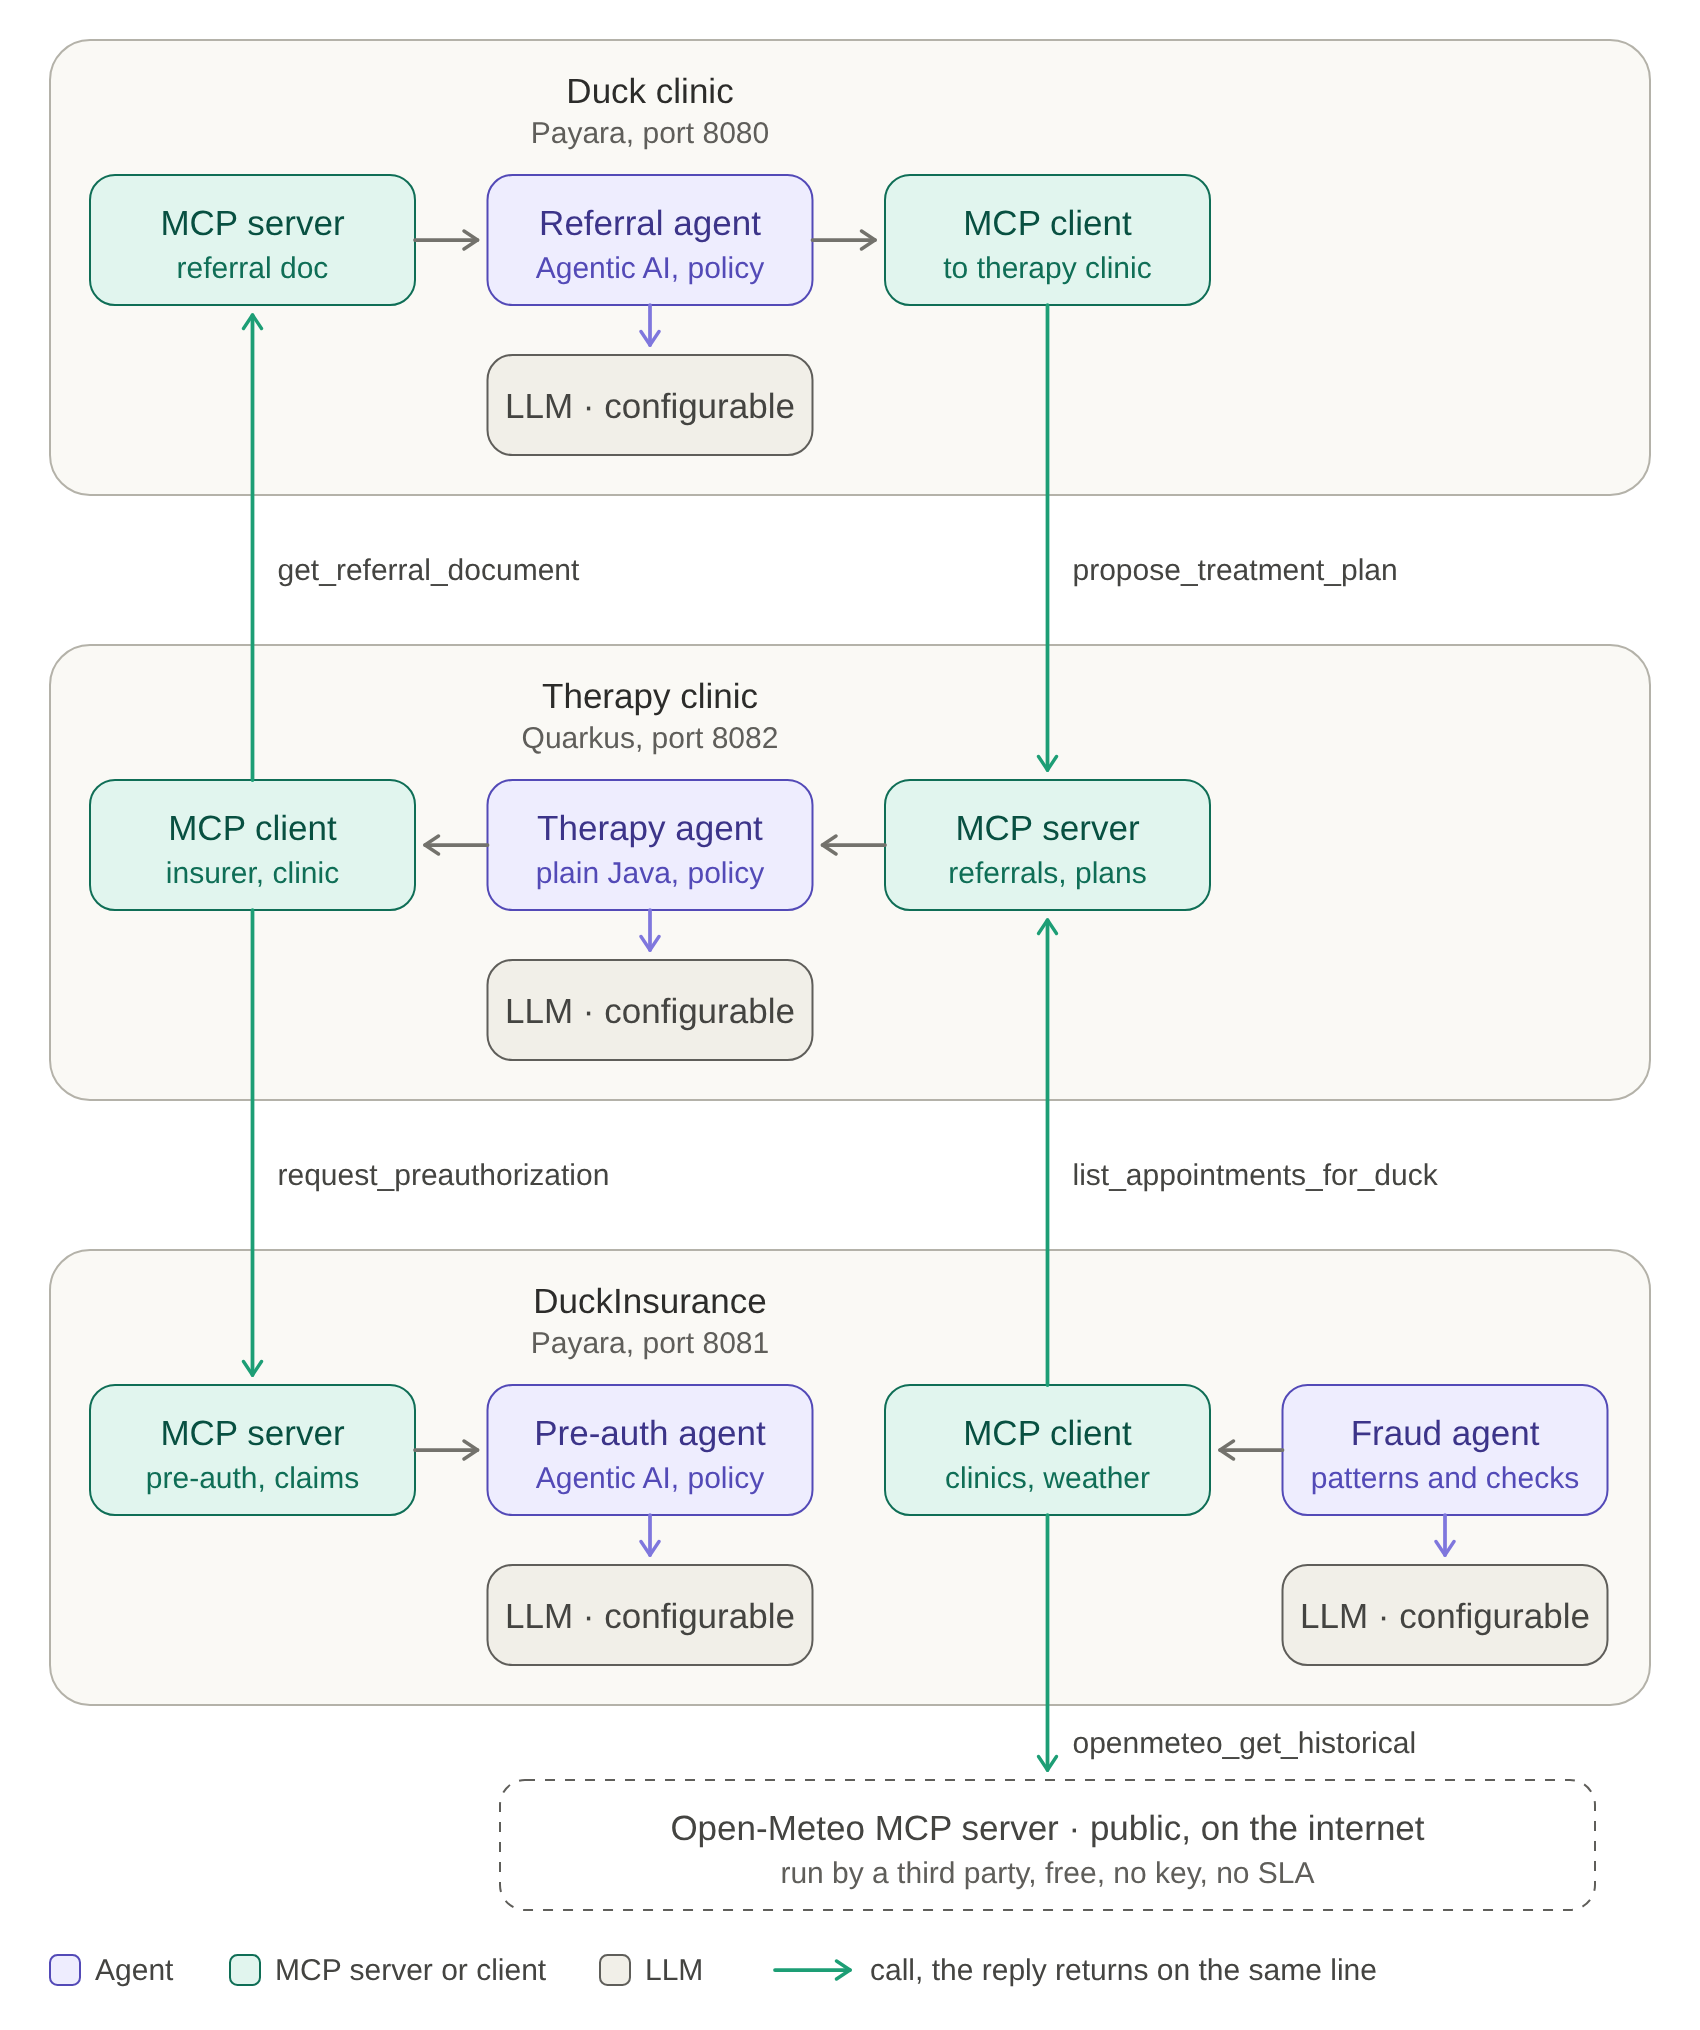 Duck clinic
Payara, port 8080
MCP server
referral doc
Referral agent
Agentic AI, policy
MCP client
to therapy clinic
LLM · configurable
get_referral_document
propose_treatment_plan
Therapy clinic
Quarkus, port 8082
MCP client
insurer, clinic
Therapy agent
plain Java, policy
MCP server
referrals, plans
LLM · configurable
request_preauthorization
list_appointments_for_duck
DuckInsurance
Payara, port 8081
MCP server
pre-auth, claims
Pre-auth agent
Agentic AI, policy
MCP client
clinics, weather
Fraud agent
patterns and checks
LLM · configurable
LLM · configurable
openmeteo_get_historical
Open-Meteo MCP server · public, on the internet
run by a third party, free, no key, no SLA
Agent
MCP server or client
LLM
call, the reply returns on the same line